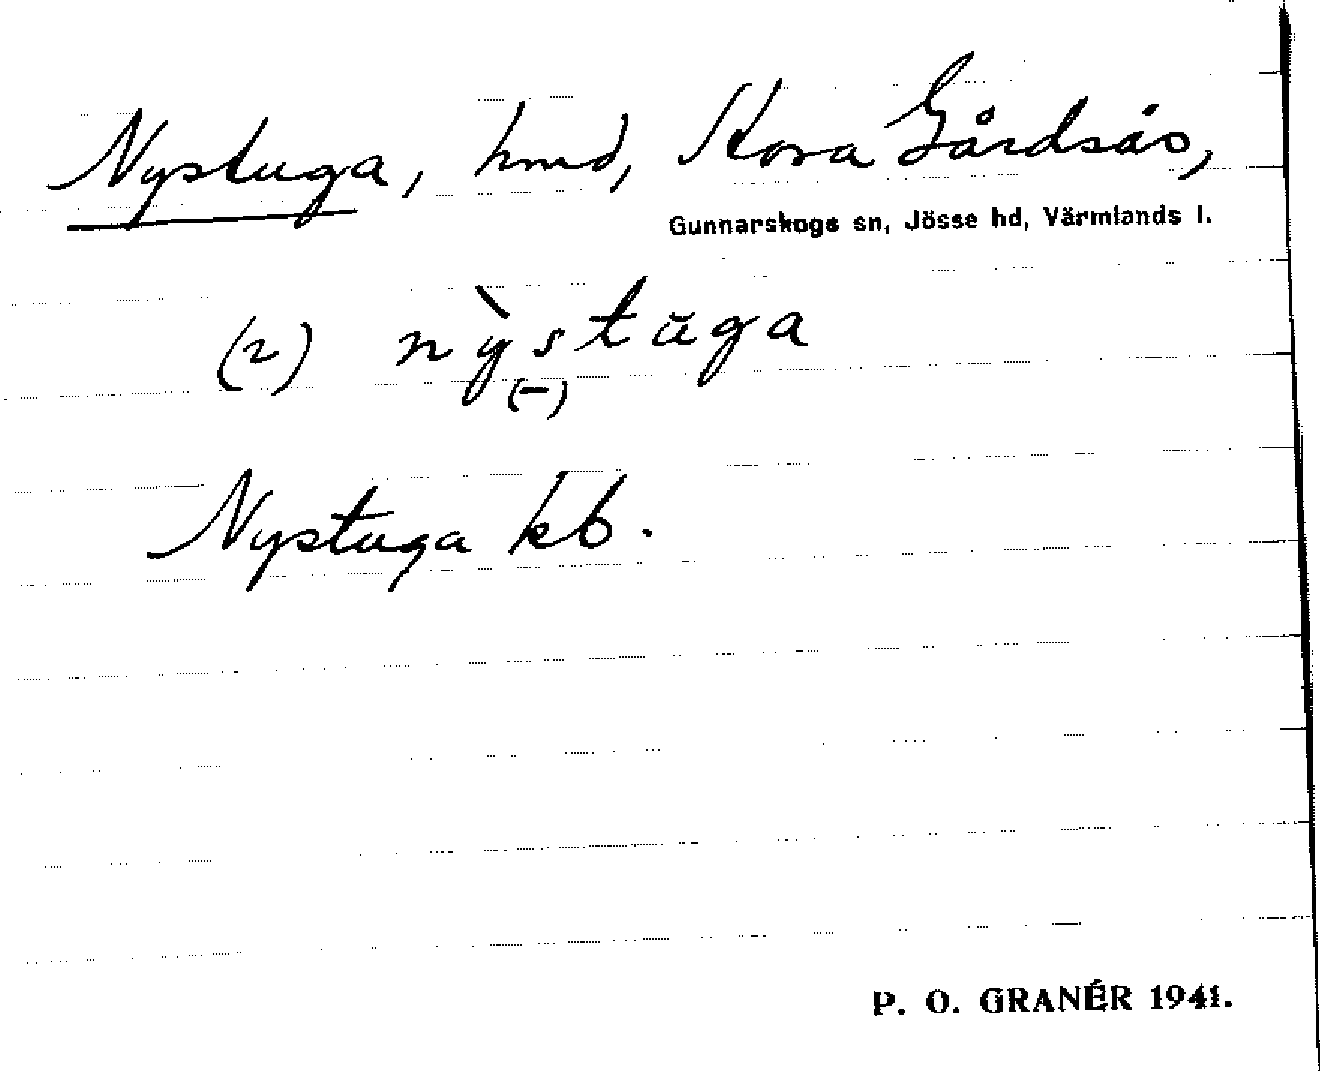 Nystuga, hmd, Stora Gårdsås,
Gunnarskogs sn, Jösse hd, Värmlands l.
(2) nỳstuga
(-)
Nystuga kb.
P. O. GRANÉR 1941.